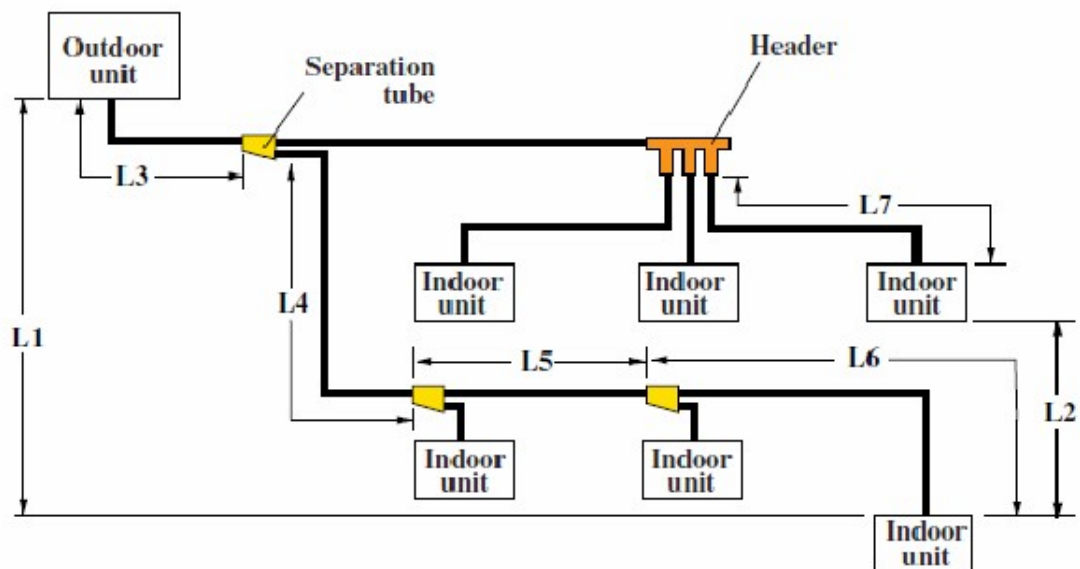 Outdoor
unit
Separation
tube
Header
L3
L7
Indoor
unit
Indoor
unit
Indoor
unit
L4
L1
L5
L6
L2
Indoor
unit
Indoor
unit
Indoor
unit